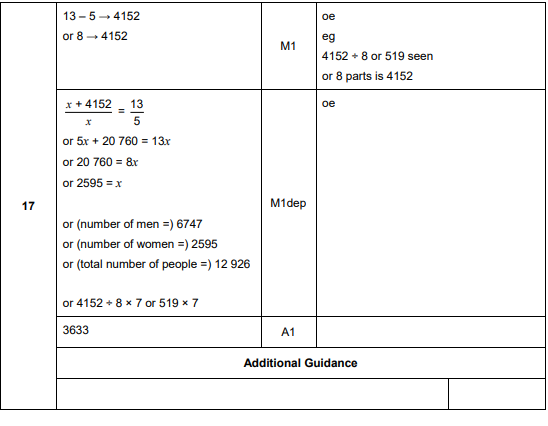 13 – 5 → 4152
or 8 → 4152
M1
oe
eg
4152 ÷ 8 or 519 seen
or 8 parts is 4152
17
x + 4152 / x = 13 / 5
or 5x + 20 760 = 13x
or 20 760 = 8x
or 2595 = x
or (number of men =) 6747
or (number of women =) 2595
or (total number of people =) 12 926
or 4152 ÷ 8 × 7 or 519 × 7
M1dep
oe
3633
A1
Additional Guidance